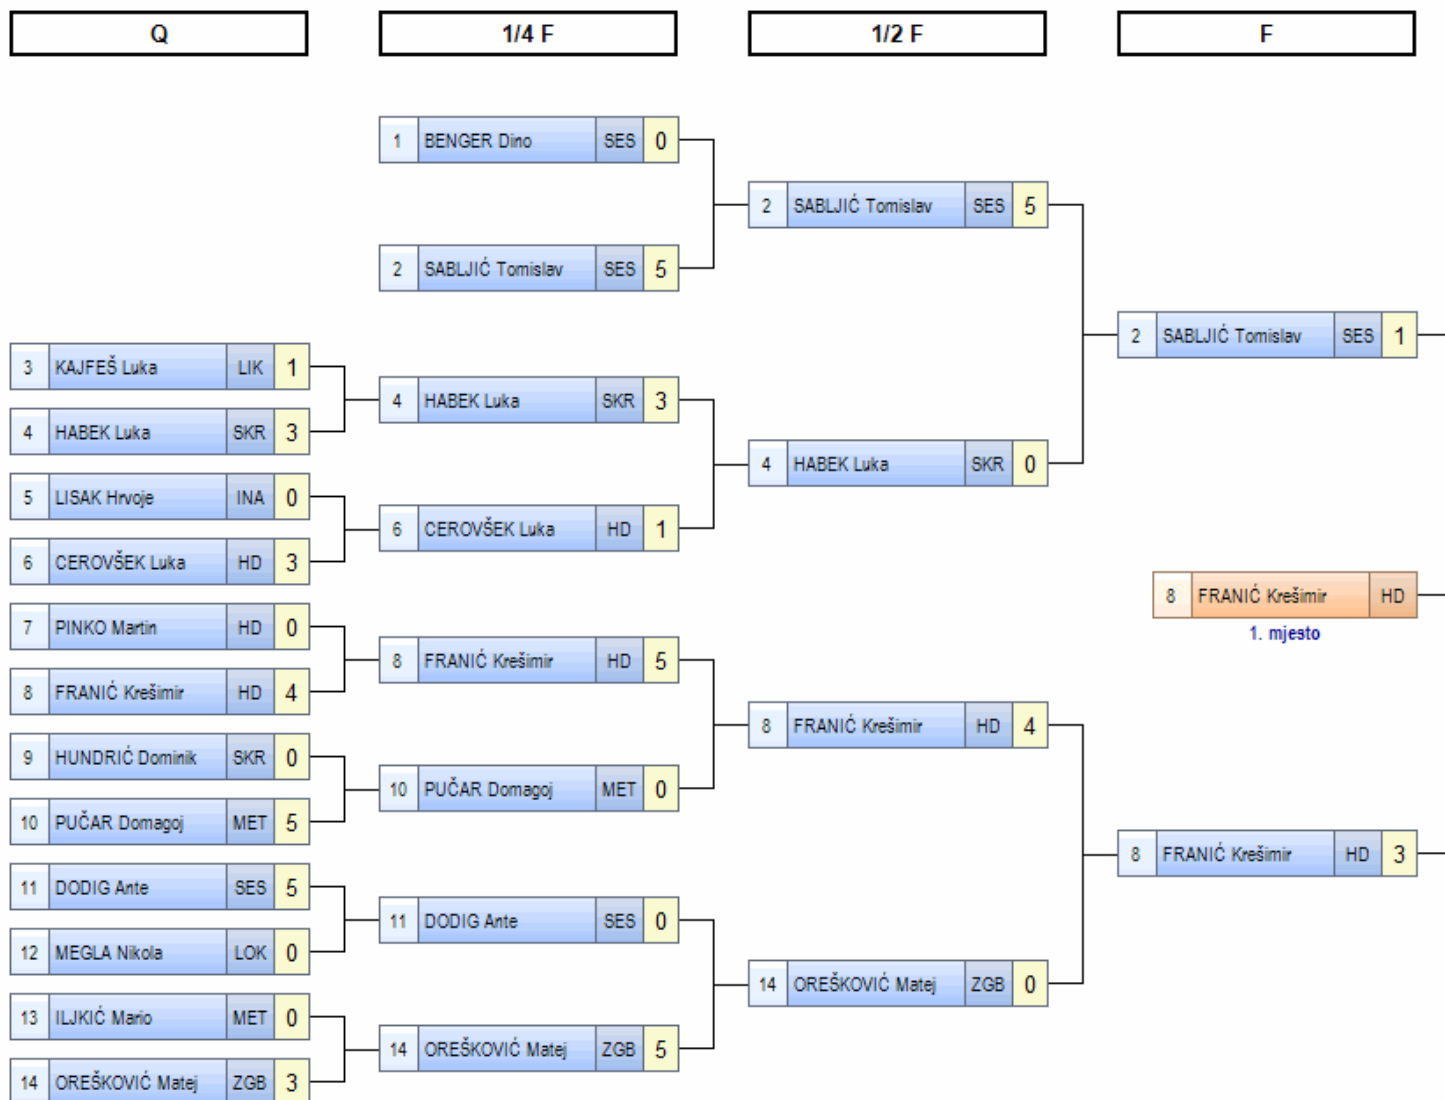 Q 1/4 F 1/2 F F
1 BENGER Dino SES 0
2 SABLJIĆ Tomislav SES 5
2 SABLJIĆ Tomislav SES 5
2 SABLJIĆ Tomislav SES 1
3 KAJFEŠ Luka LIK 1
4 HABEK Luka SKR 3
4 HABEK Luka SKR 3
4 HABEK Luka SKR 0
5 LISAK Hrvoje INA 0
6 CEROVŠEK Luka HD 1
6 CEROVŠEK Luka HD 3
8 FRANIĆ Krešimir HD
1. mjesto
7 PINKO Martin HD 0
8 FRANIĆ Krešimir HD 5
8 FRANIĆ Krešimir HD 4
8 FRANIĆ Krešimir HD 4
9 HUNDRIĆ Dominik SKR 0
10 PUČAR Domagoj MET 0
10 PUČAR Domagoj MET 5
8 FRANIĆ Krešimir HD 3
11 DODIG Ante SES 5
11 DODIG Ante SES 0
12 MEGLA Nikola LOK 0
14 OREŠKOVIĆ Matej ZGB 0
13 ILJKIĆ Mario MET 0
14 OREŠKOVIĆ Matej ZGB 5
14 OREŠKOVIĆ Matej ZGB 3